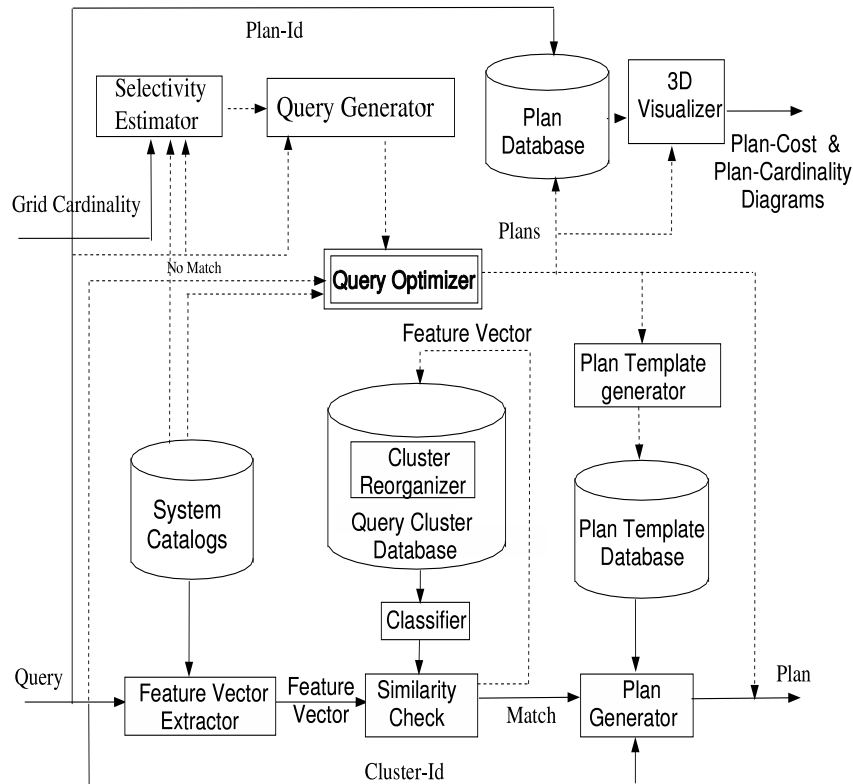 Plan-Id
Selectivity
Estimator
Query Generator
Plan
Database
3D
Visualizer
Plan-Cost &
Plan-Cardinality
Diagrams
Grid Cardinality
Plans
No Match
Query Optimizer
Feature Vector
Plan Template
generator
Cluster
Reorganizer
Query Cluster
Database
System
Catalogs
Plan Template
Database
Classifier
Query
Feature Vector
Extractor
Feature
Vector
Similarity
Check
Match
Plan
Generator
Plan
Cluster-Id